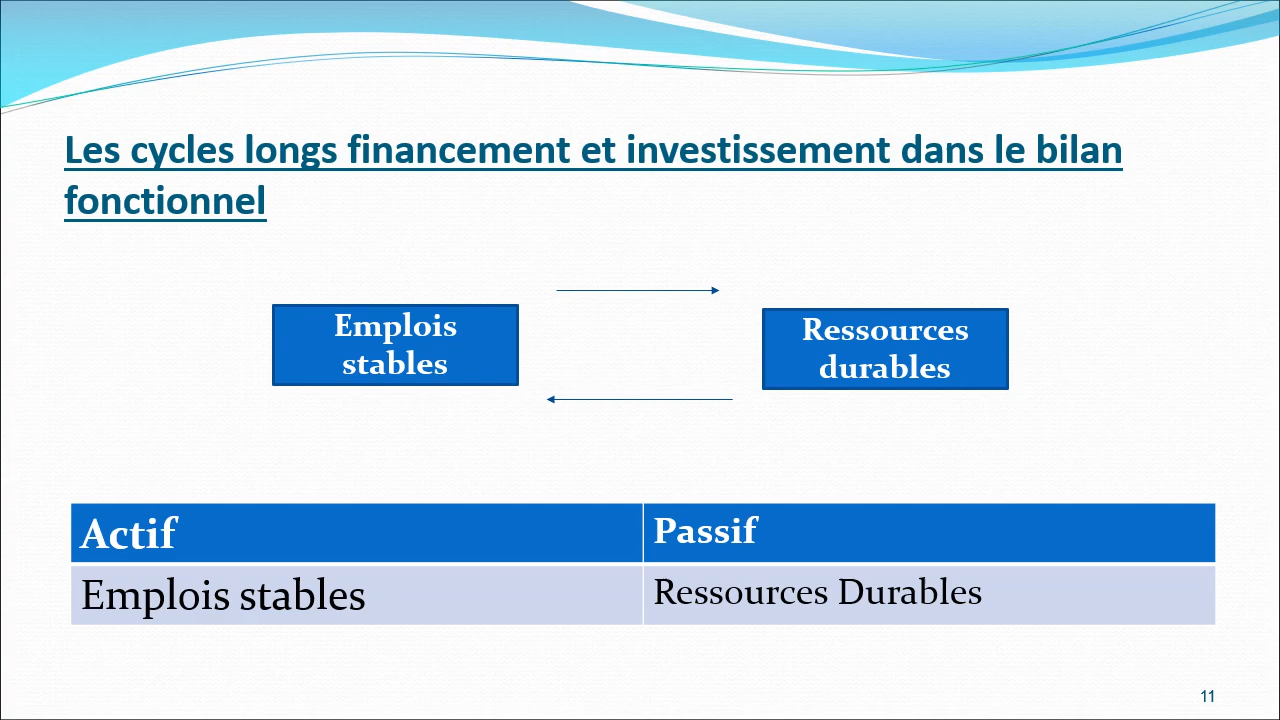 Les cycles longs financement et investissement dans le bilan
fonctionnel
Emplois
stables
Ressources
durables
Actif
Passif
Emplois stables
Ressources Durables
11